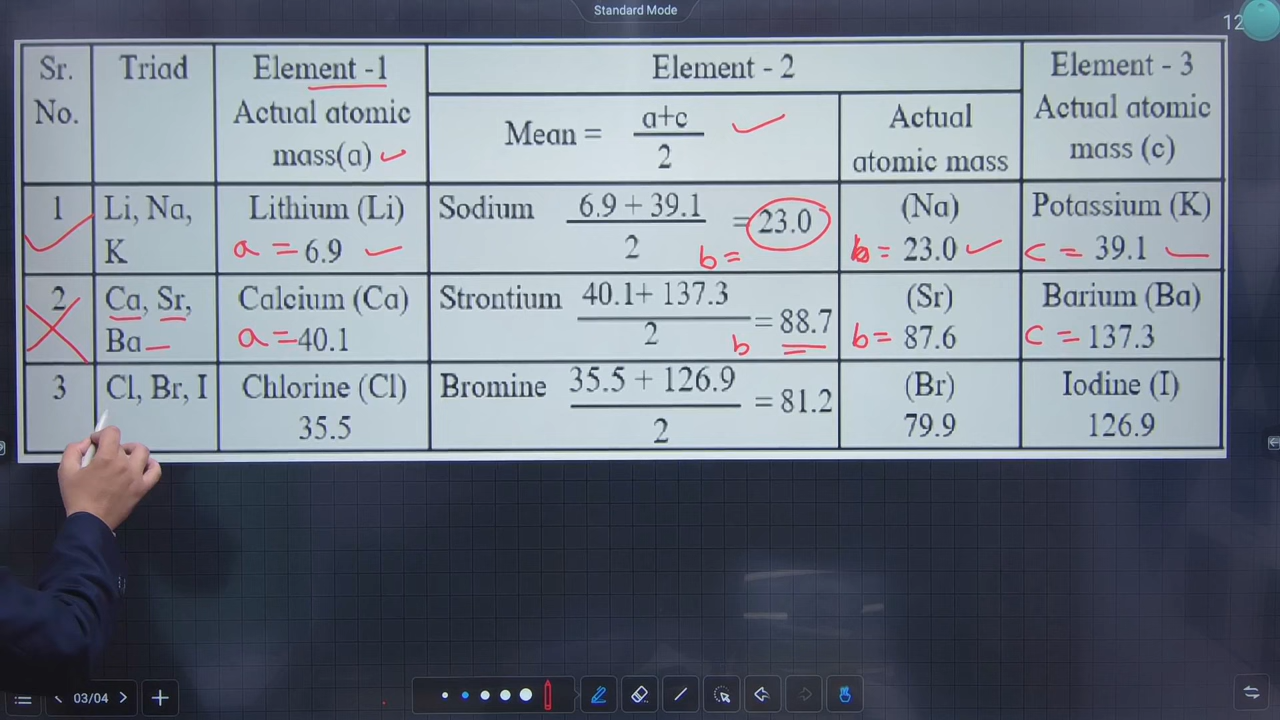 Standard Mode
12
Sr. No.
Triad
Element -1
Actual atomic
mass(a)
Element - 2
Mean = a+c / 2
Actual
atomic mass
Element - 3
Actual atomic
mass (c)
1
Li, Na,
K
Lithium (Li)
a = 6.9
Sodium 6.9 + 39.1 / 2 = 23.0
b =
(Na)
b = 23.0
Potassium (K)
c = 39.1
2
Ca, Sr,
Ba
Calcium (Ca)
a = 40.1
Strontium 40.1+ 137.3 / 2 = 88.7
b
(Sr)
b = 87.6
Barium (Ba)
c = 137.3
3
Cl, Br, I
Chlorine (Cl)
35.5
Bromine 35.5 + 126.9 / 2 = 81.2
(Br)
79.9
Iodine (I)
126.9
03/04